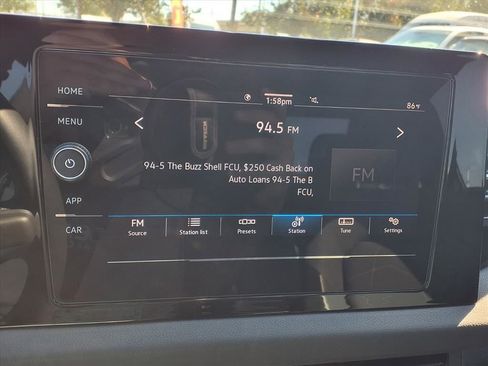 HOME
1:58pm
86°F
MENU
94.5 FM
94-5 The Buzz Shell FCU, $250 Cash Back on
Auto Loans 94-5 The B
FCU,
FM
APP
FM
Source
Station list
Presets
Station
Tune
Settings
CAR